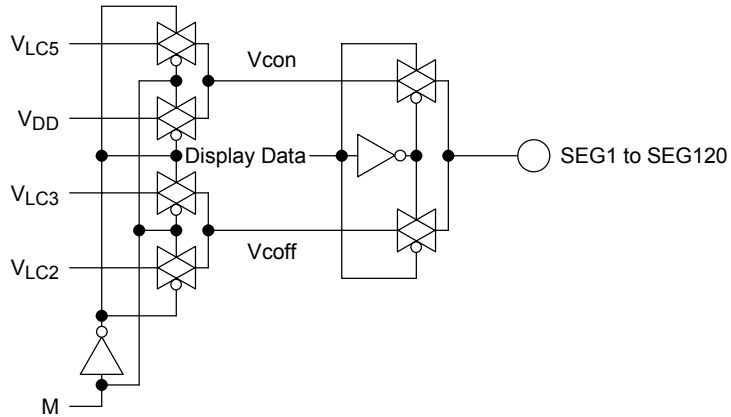 VLC5
Vcon
VDD
Display Data
SEG1 to SEG120
VLC3
Vcoff
VLC2
M